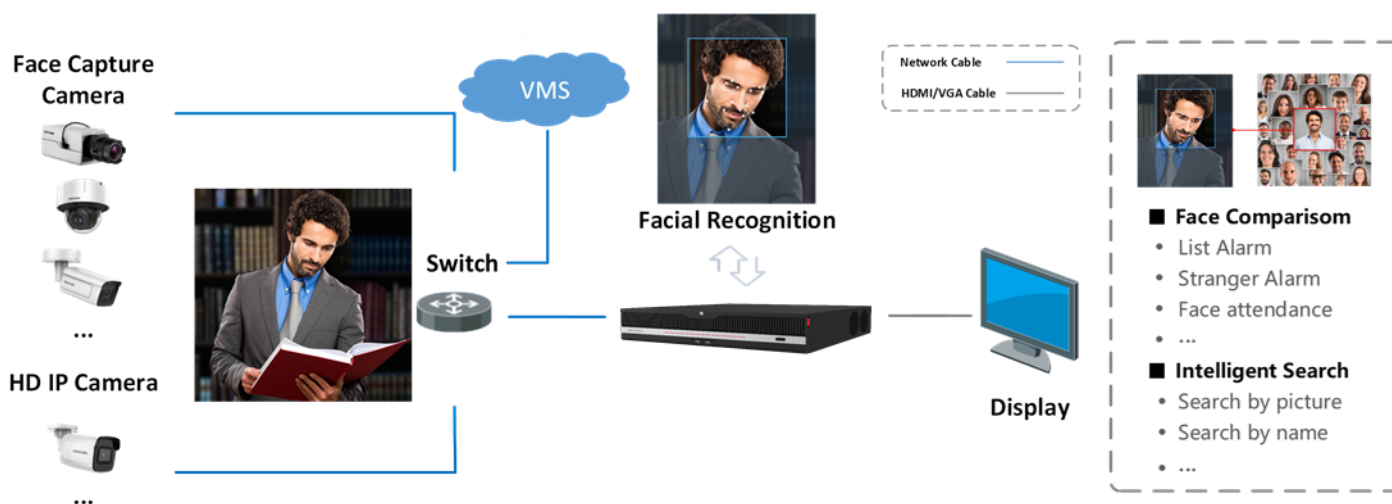 Face Capture
Camera
...
HD IP Camera
...
Switch
VMS
Facial Recognition
Network Cable
HDMI/VGA Cable
Display
■ Face Comparisom
• List Alarm
• Stranger Alarm
• Face attendance
• ...
■ Intelligent Search
• Search by picture
• Search by name
• ...